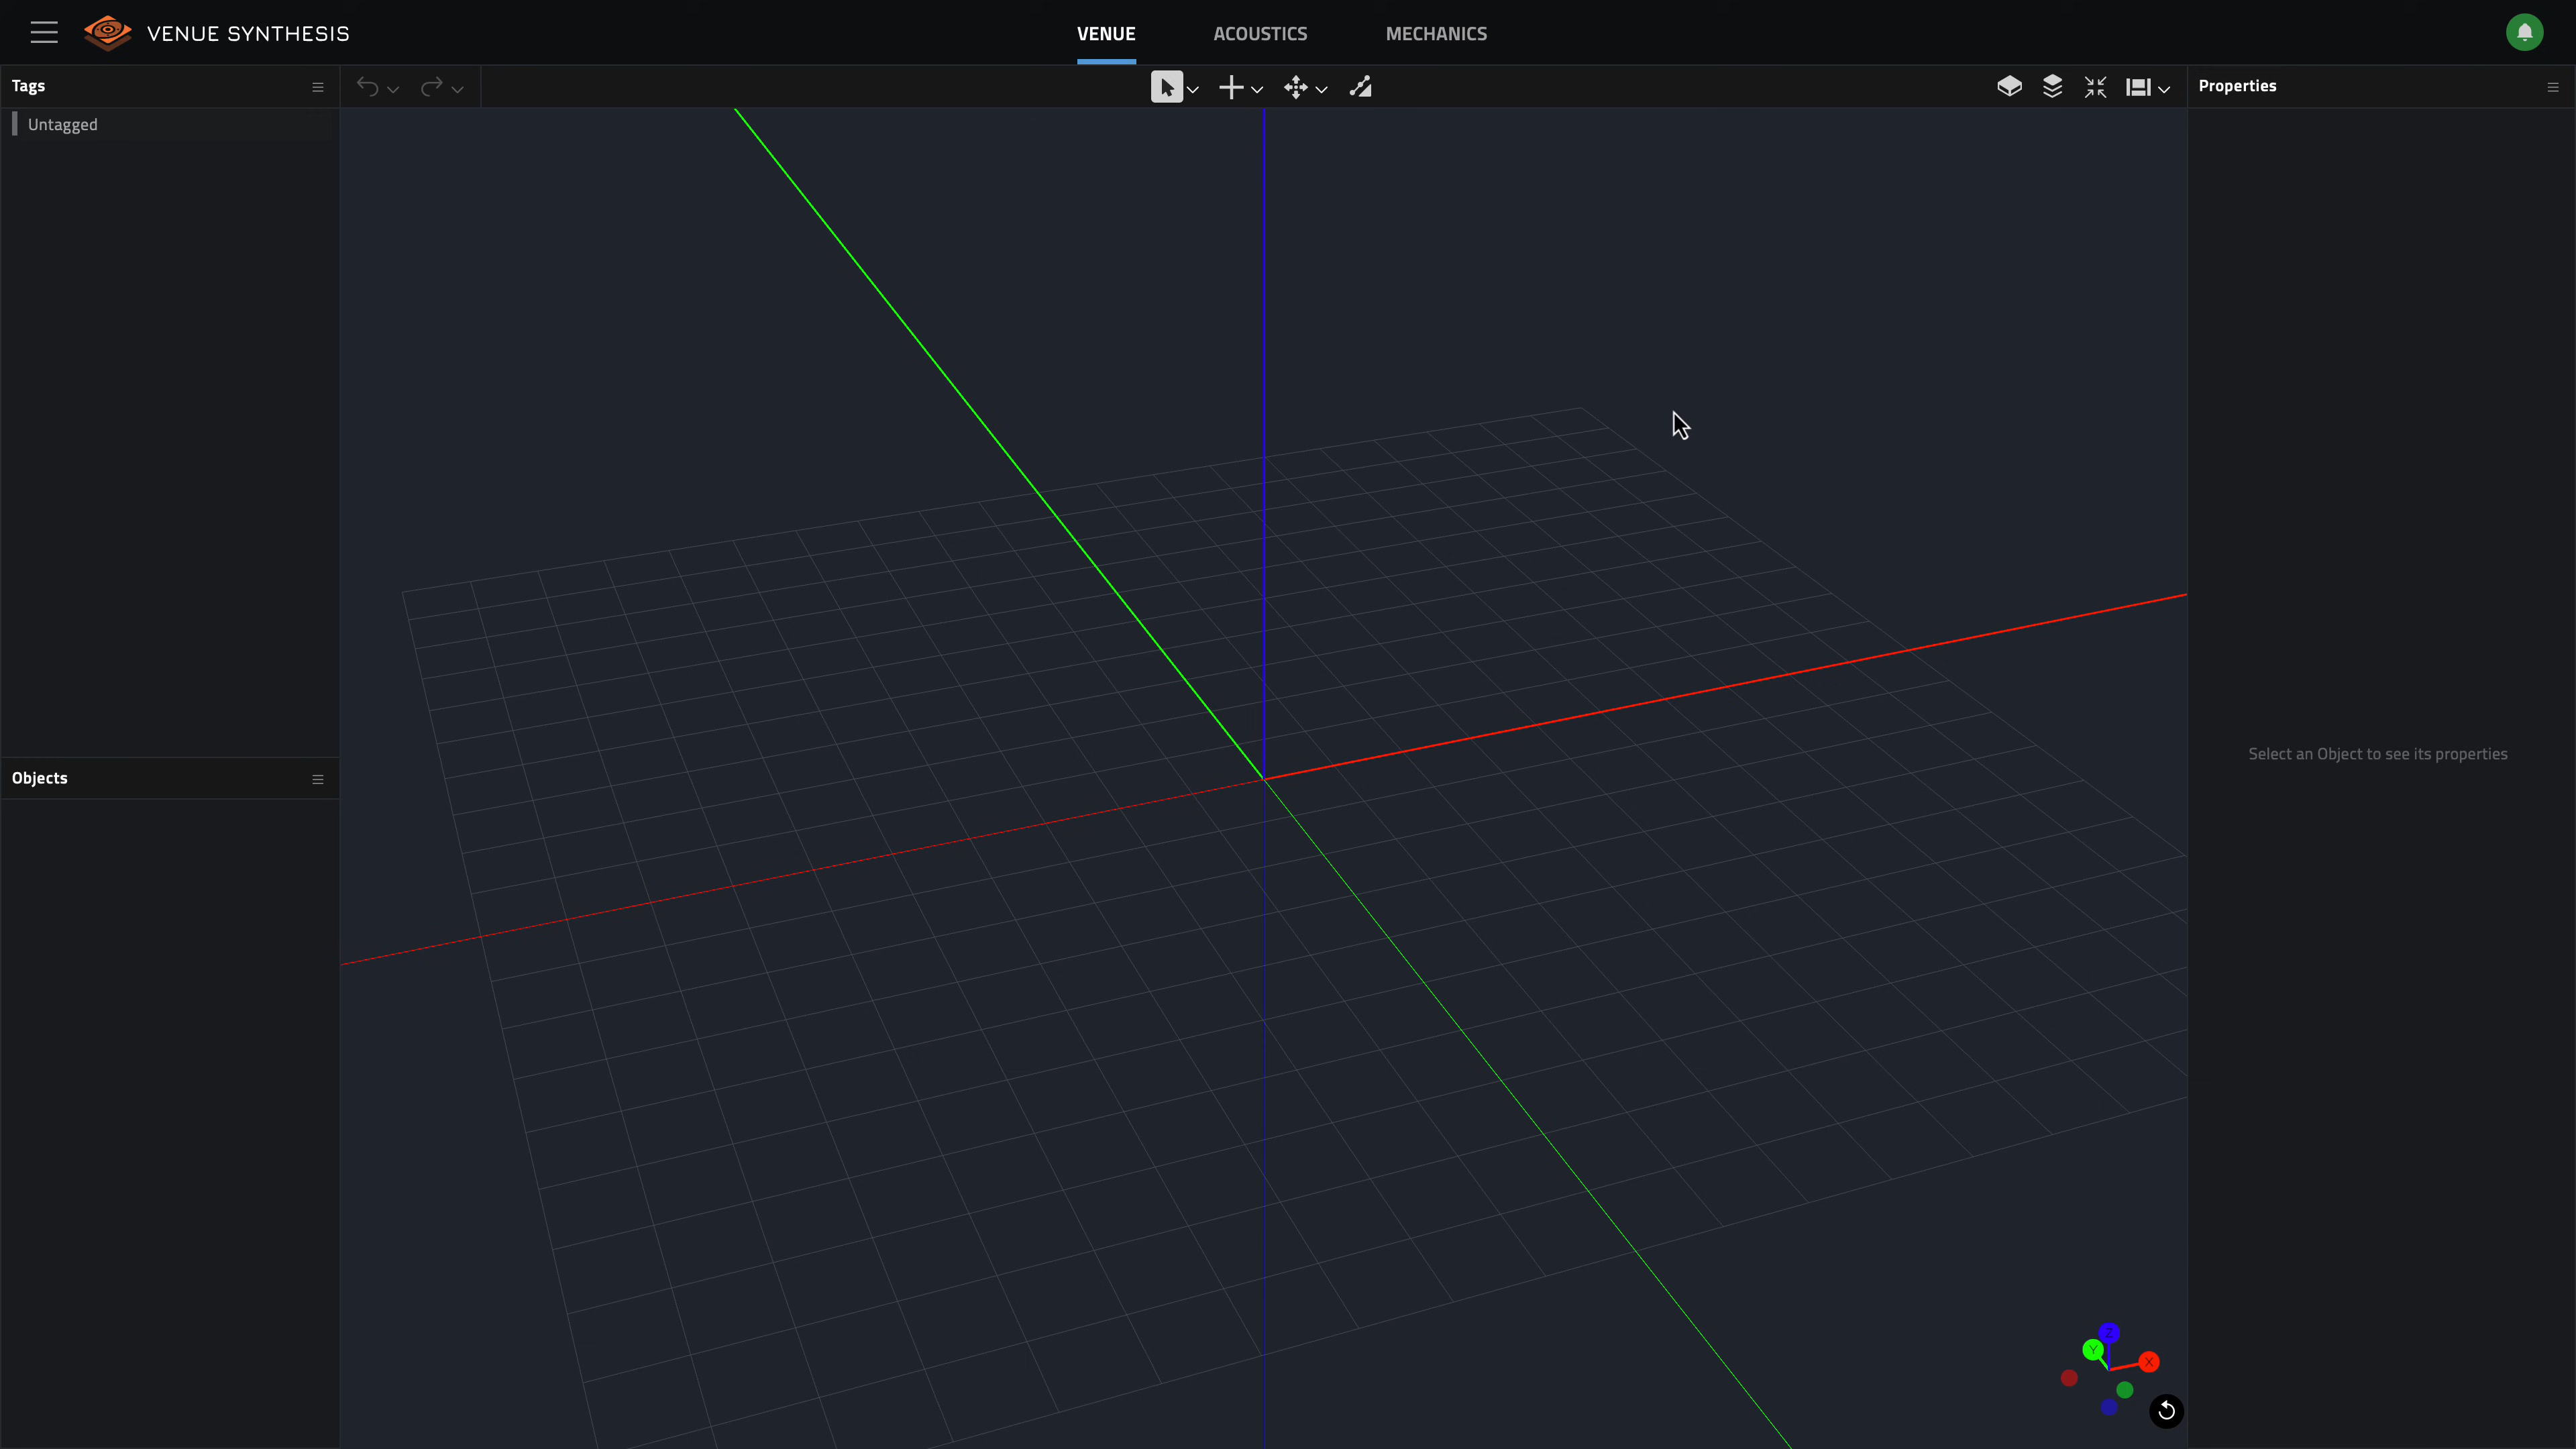 VENUE SYNTHESIS
VENUE
ACOUSTICS
MECHANICS
Tags
Properties
Untagged
Select an Object to see its properties
Objects
Z
Y
X